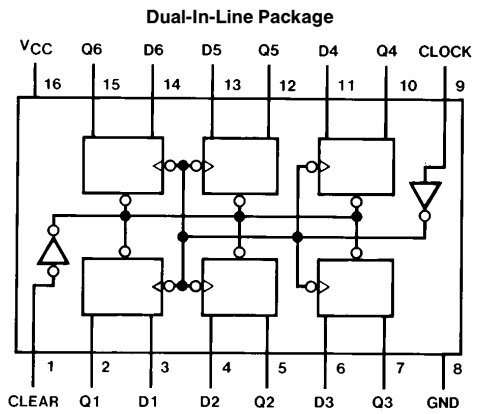 Dual-In-Line Package
VCC Q6 D6 D5 Q5 D4 Q4 CLOCK
16 15 14 13 12 11 10 9
1 2 3 4 5 6 7 8
CLEAR Q1 D1 D2 Q2 D3 Q3 GND